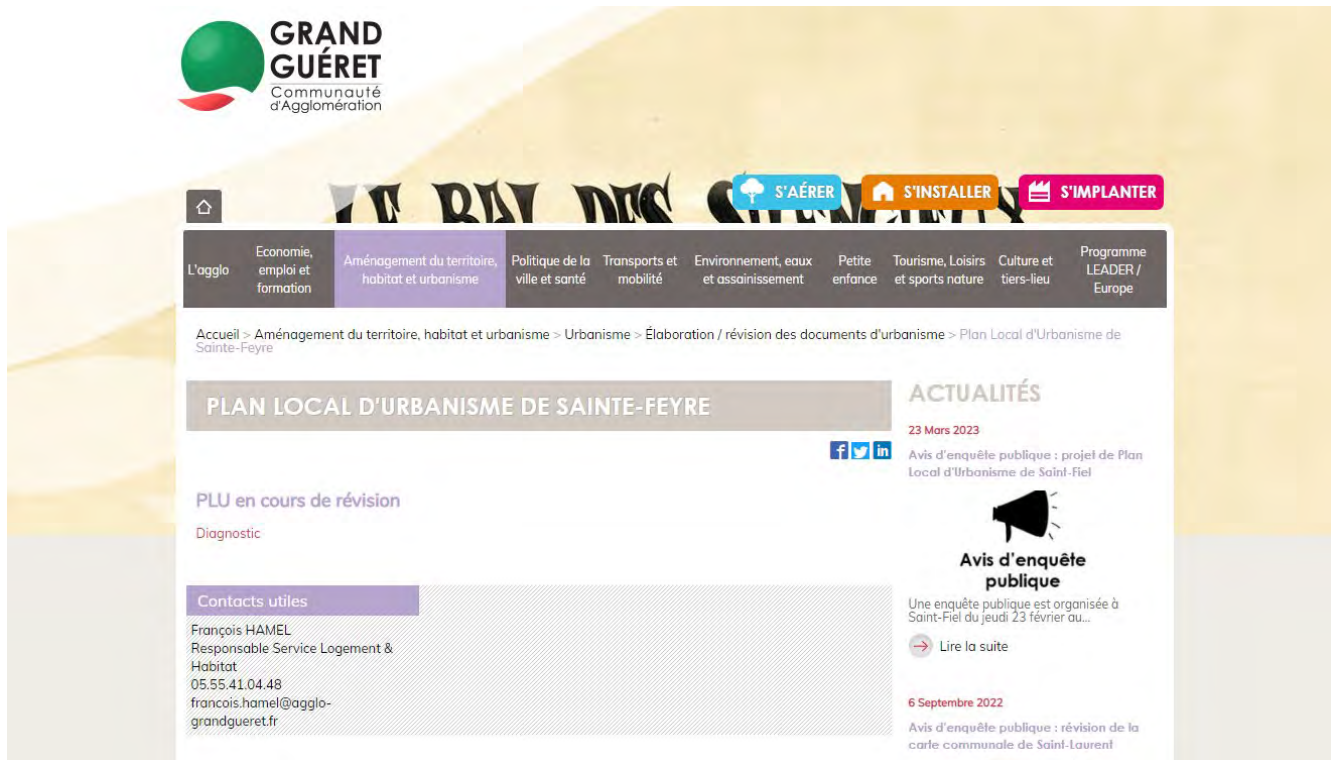 GRAND
GUÉRET
Communauté
d'Agglomération
LE BAL DES SILENCIEUX
S'AÉRER
S'INSTALLER
S'IMPLANTER
L'agglo
Economie,
emploi et
formation
Aménagement du territoire,
habitat et urbanisme
Politique de la
ville et santé
Transports et
mobilité
Environnement, eaux
et assainissement
Petite
enfance
Tourisme, Loisirs
et sports nature
Culture et
tiers-lieu
Programme
LEADER /
Europe
Accueil > Aménagement du territoire, habitat et urbanisme > Urbanisme > Élaboration / révision des documents d'urbanisme > Plan Local d'Urbanisme de
Sainte-Feyre
PLAN LOCAL D'URBANISME DE SAINTE-FEYRE
f in
PLU en cours de révision
Diagnostic
Contacts utiles
François HAMEL
Responsable Service Logement &
Habitat
05.55.41.04.48
francois.hamel@agglo-
grandgueret.fr
ACTUALITÉS
23 Mars 2023
Avis d'enquête publique : projet de Plan
Local d'Urbanisme de Saint-Fiel
Avis d'enquête
publique
Une enquête publique est organisée à
Saint-Fiel du jeudi 23 février au...
Lire la suite
6 Septembre 2022
Avis d'enquête publique : révision de la
carte communale de Saint-Laurent